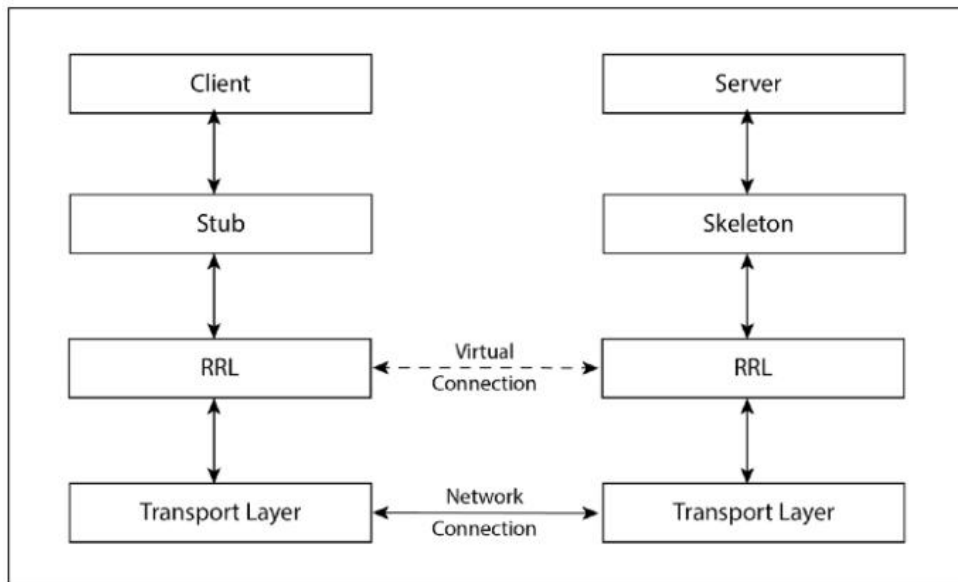 Client
Server
Stub
Skeleton
RRL
Virtual
Connection
RRL
Transport Layer
Network
Connection
Transport Layer